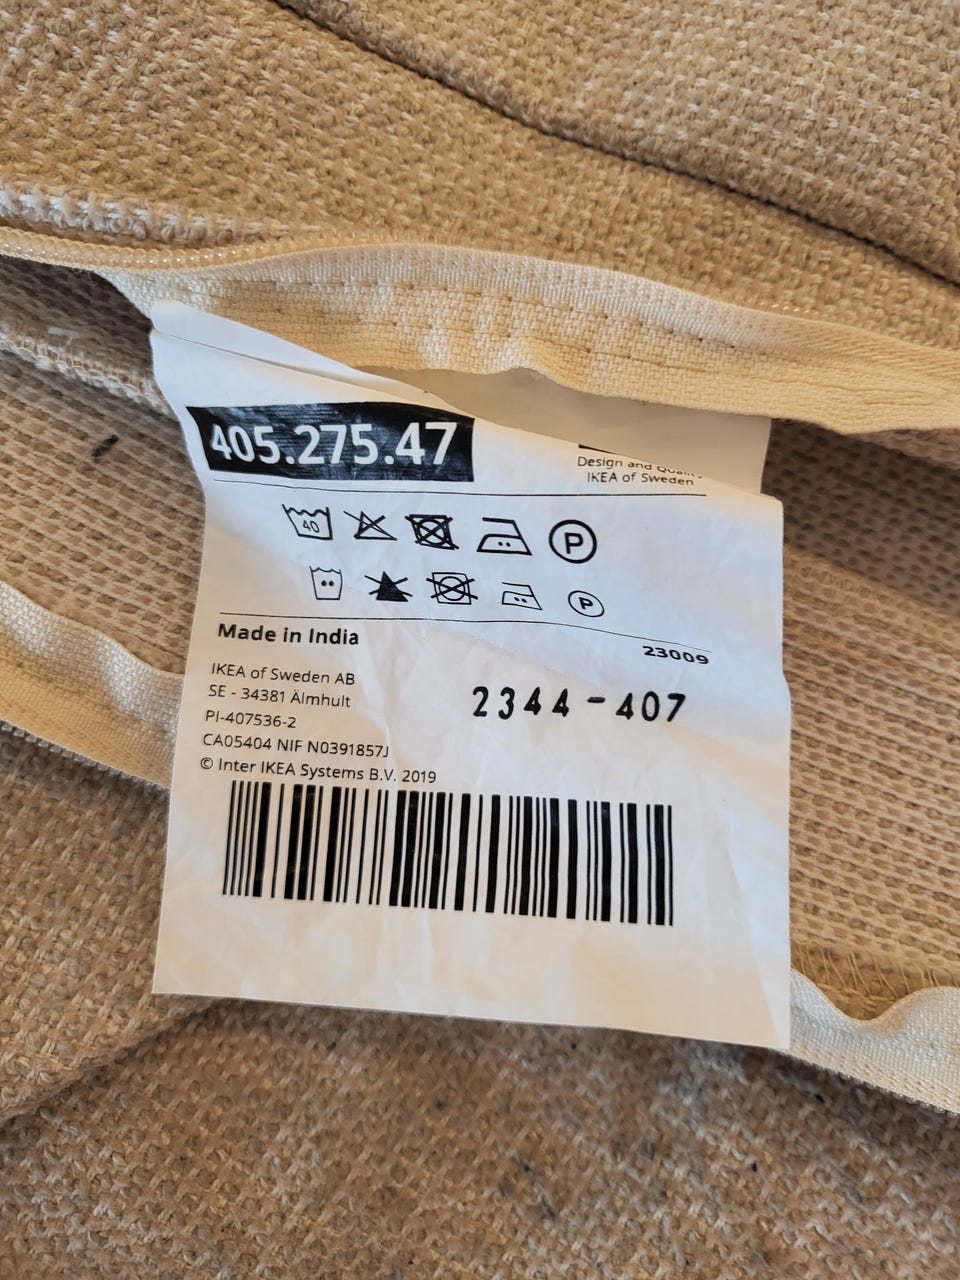 405.275.47
Design and Quality
IKEA of Sweden
40
P
P
Made in India
23009
IKEA of Sweden AB
SE - 34381 Älmhult
PI-407536-2
CA05404 NIF N0391857J
© Inter IKEA Systems B.V. 2019
2344-407